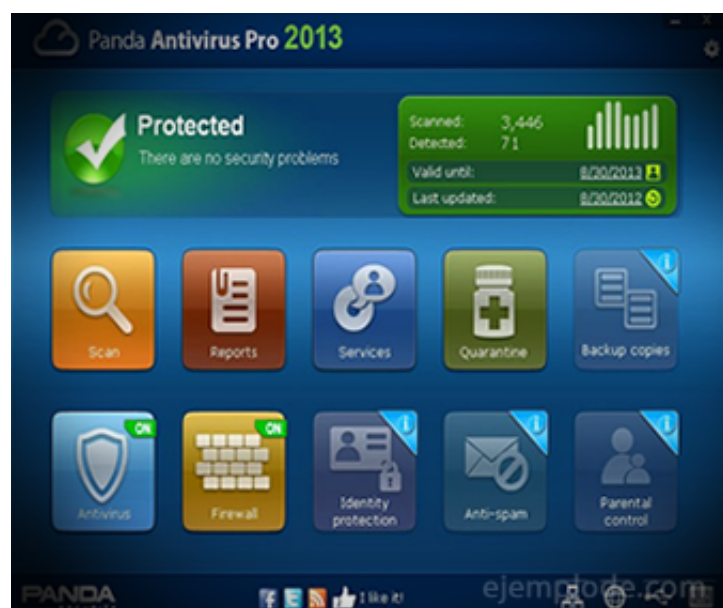 Panda Antivirus Pro 2013
Protected
There are no security problems
Scanned: 3,446
Detected: 71
Valid until: 8/20/2013
Last updated: 8/20/2012
Scan
Reports
Services
Quarantine
Backup copies
ON
ON
Antivirus
Firewall
Identity protection
Anti-spam
Parental control
PANDA
I like it!
ejemplode.com